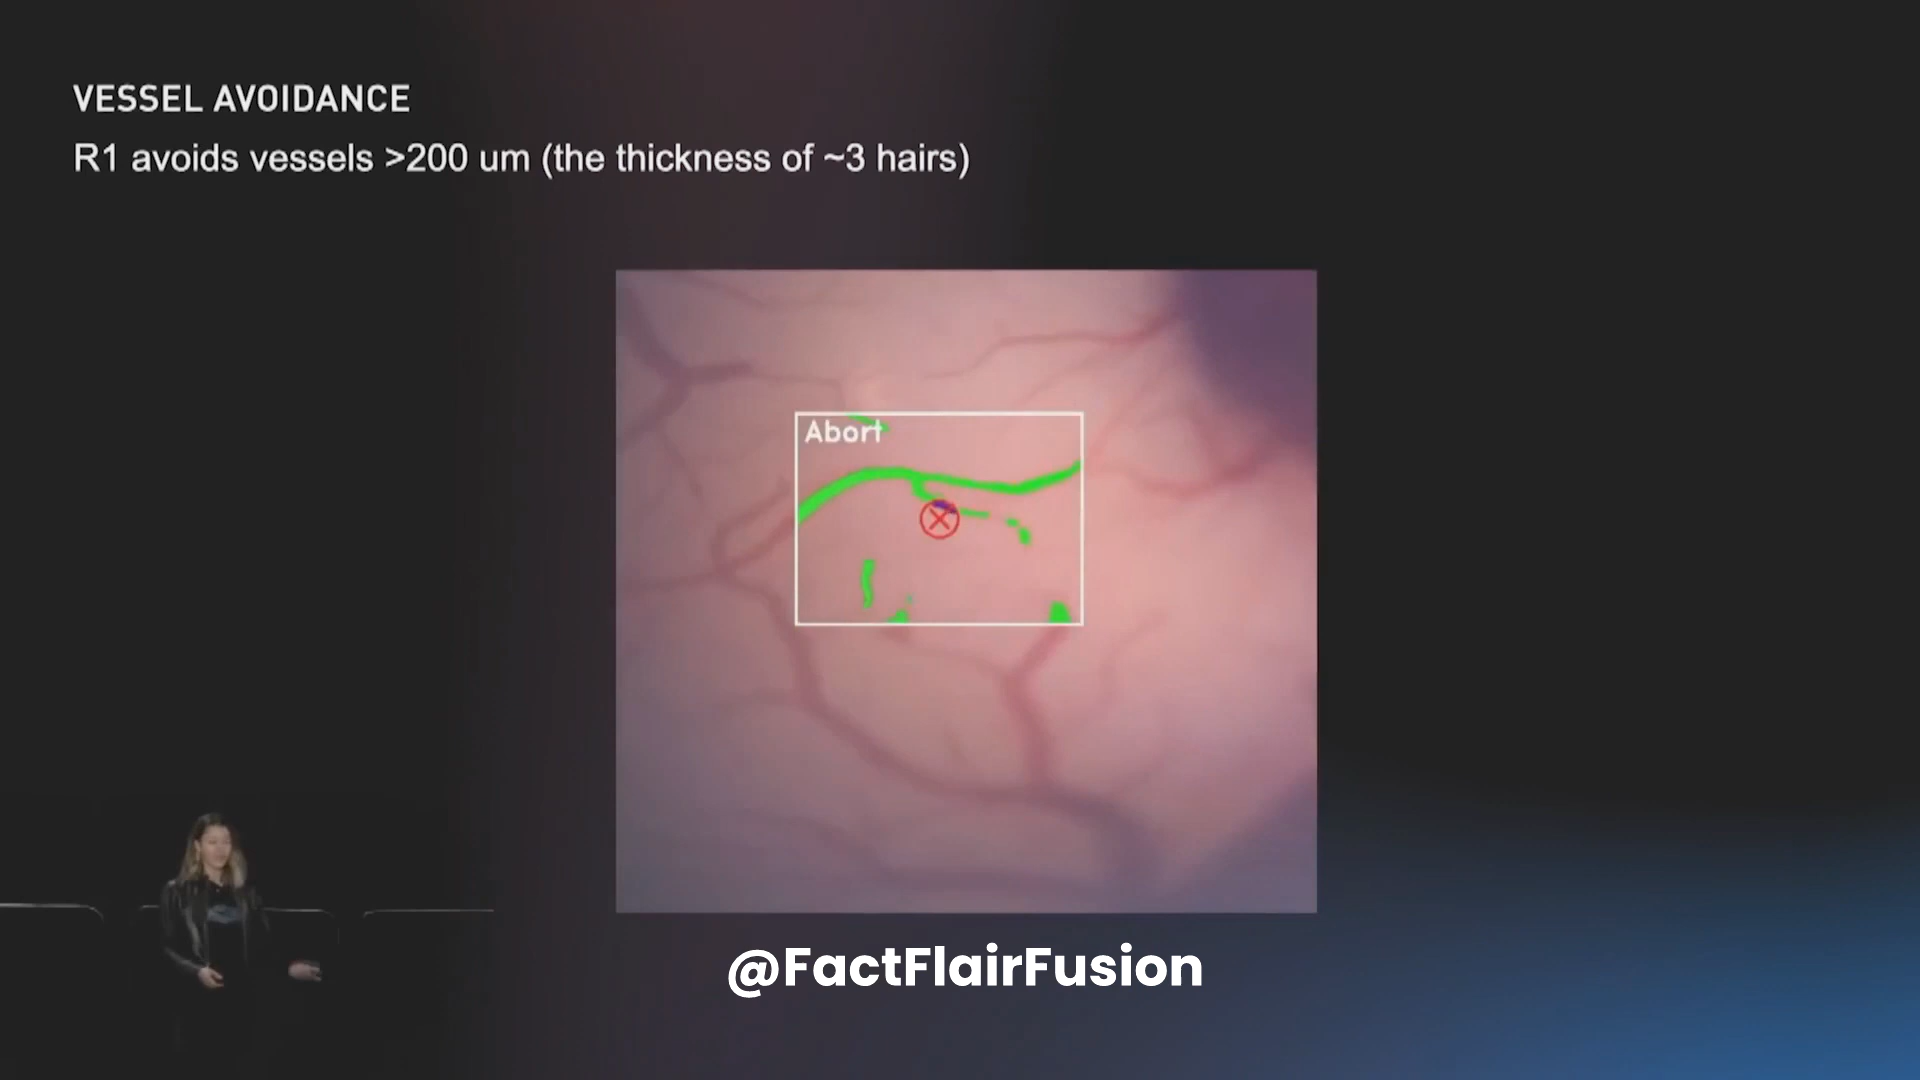 VESSEL AVOIDANCE
R1 avoids vessels >200 um (the thickness of ~3 hairs)
Abort
@FactFlairFusion